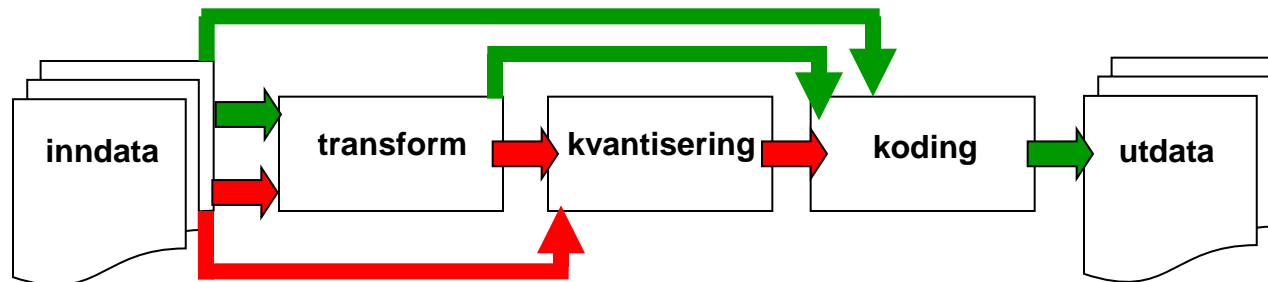 inndata
transform
kvantisering
koding
utdata